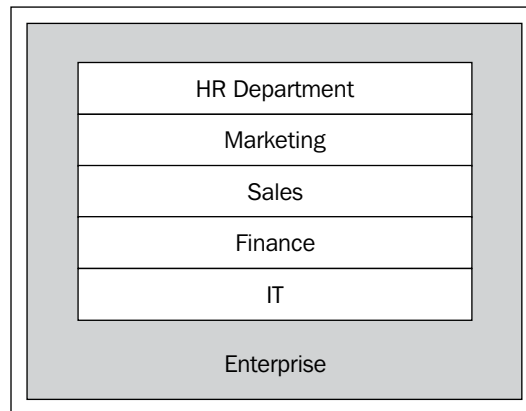 HR Department
Marketing
Sales
Finance
IT
Enterprise